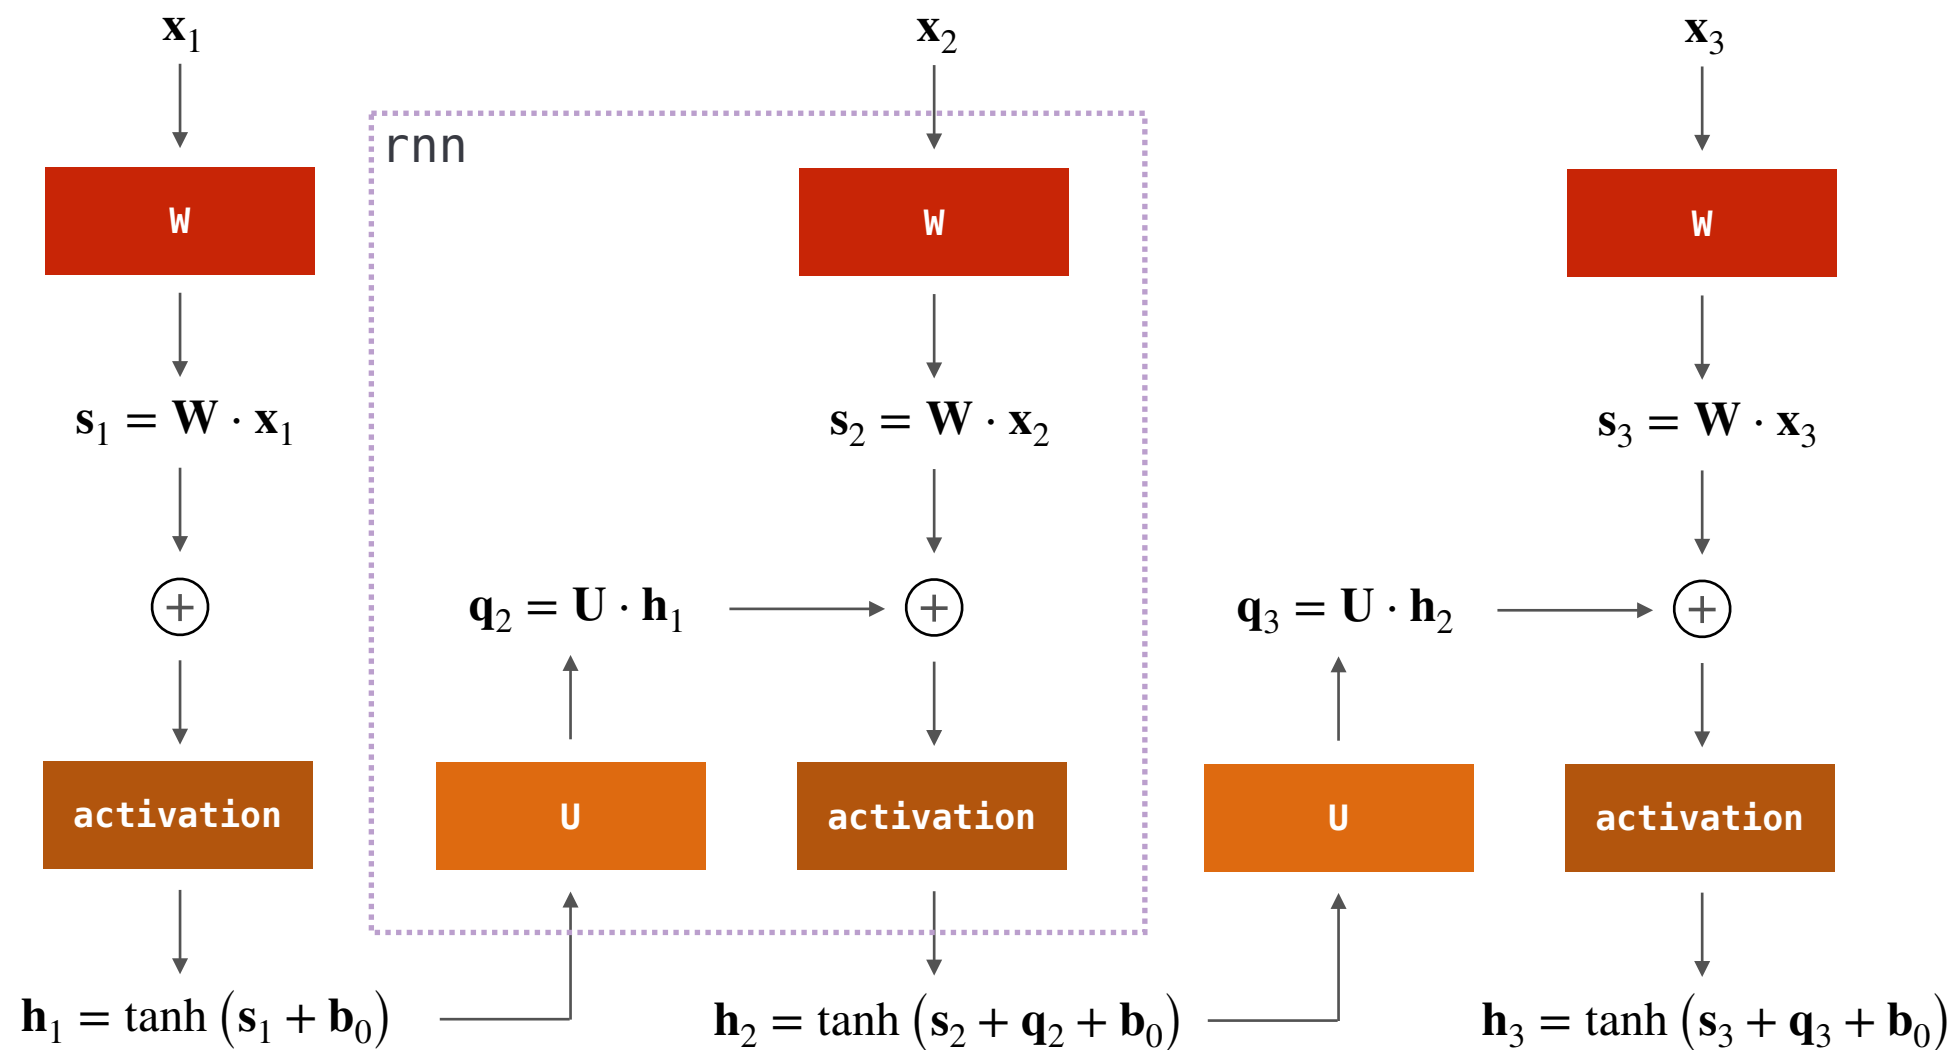 x₁
x₂
x₃
rnn
W
W
W
s₁ = W · x₁
s₂ = W · x₂
s₃ = W · x₃
+
q₂ = U · h₁
+
q₃ = U · h₂
+
activation
U
activation
U
activation
h₁ = tanh (s₁ + b₀)
h₂ = tanh (s₂ + q₂ + b₀)
h₃ = tanh (s₃ + q₃ + b₀)